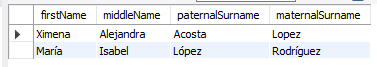 firstName middleName paternalSurname maternalSurname
Ximena Alejandra Acosta Lopez
María Isabel López Rodríguez